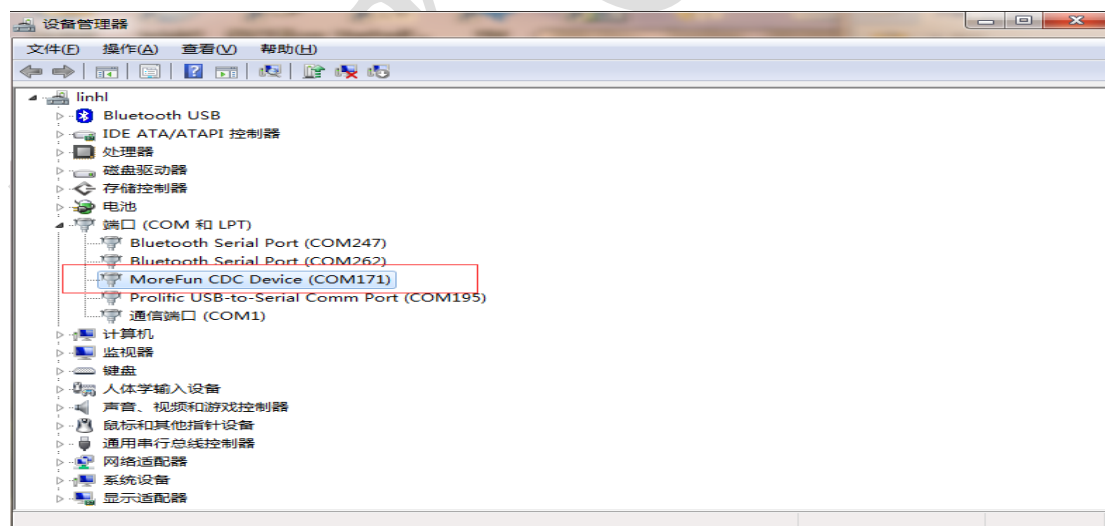 设备管理器
文件(F) 操作(A) 查看(V) 帮助(H)
linhl
Bluetooth USB
IDE ATA/ATAPI 控制器
处理器
磁盘驱动器
存储控制器
电池
端口 (COM 和 LPT)
Bluetooth Serial Port (COM247)
Bluetooth Serial Port (COM262)
MoreFun CDC Device (COM171)
Prolific USB-to-Serial Comm Port (COM195)
通信端口 (COM1)
计算机
监视器
键盘
人体学输入设备
声音、视频和游戏控制器
鼠标和其他指针设备
通用串行总线控制器
网络适配器
系统设备
显示适配器